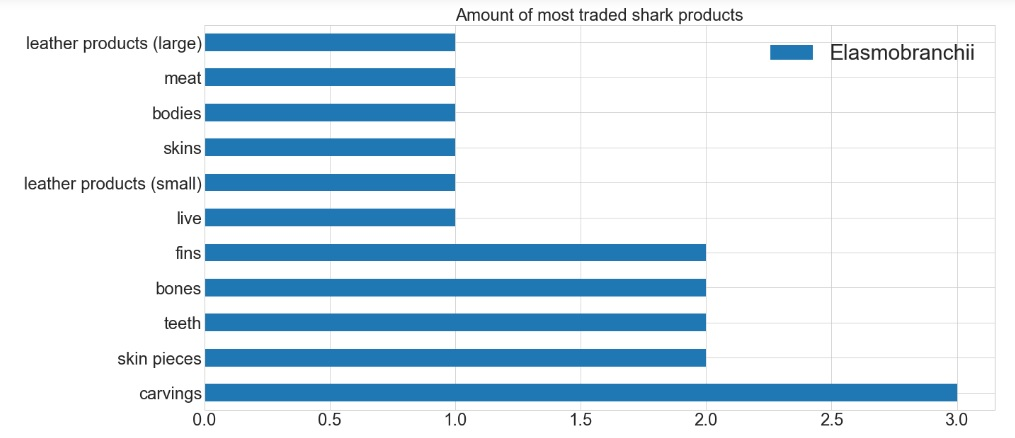 Amount of most traded shark products
leather products (large)
Elasmobranchii
meat
bodies
skins
leather products (small)
live
fins
bones
teeth
skin pieces
carvings
0.0 0.5 1.0 1.5 2.0 2.5 3.0